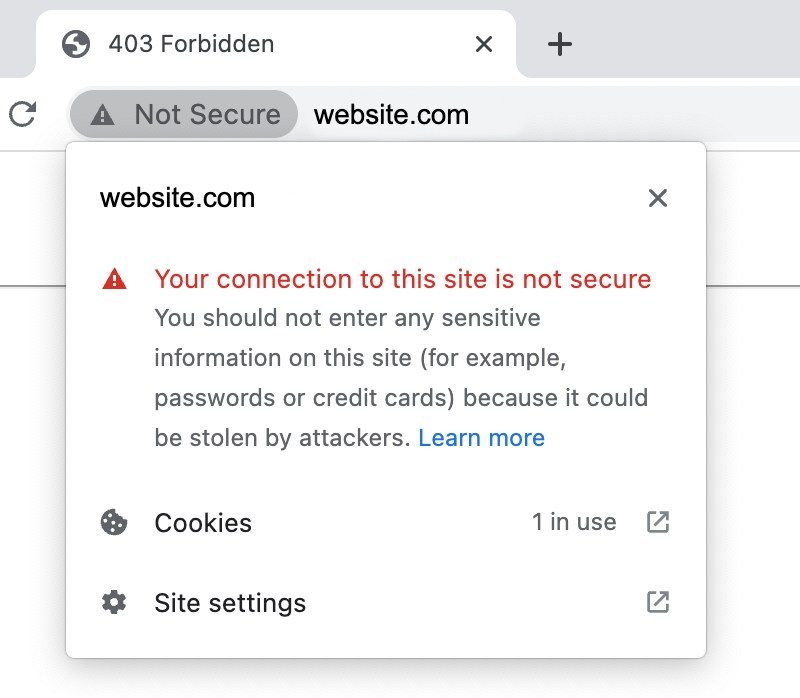 403 Forbidden
Not Secure website.com
website.com
Your connection to this site is not secure
You should not enter any sensitive
information on this site (for example,
passwords or credit cards) because it could
be stolen by attackers. Learn more
Cookies 1 in use
Site settings